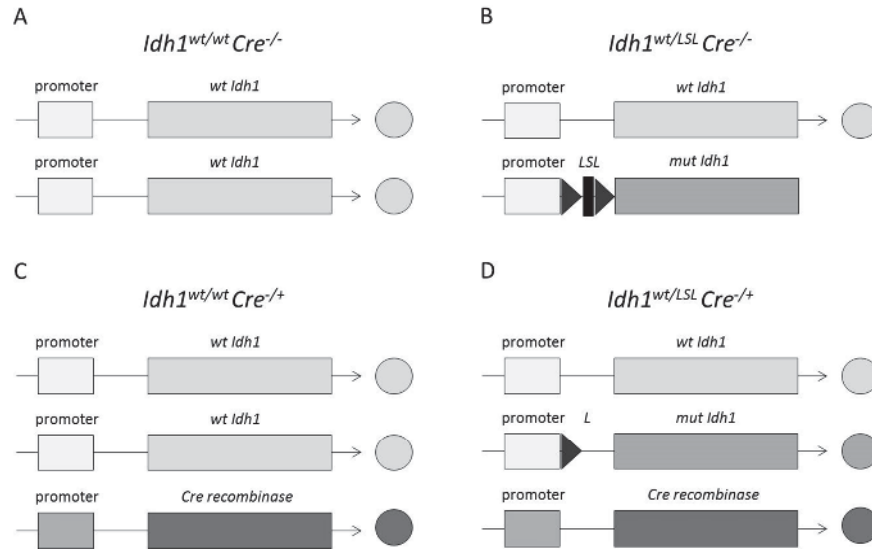 A
Idh1wt/wt Cre-/-
promoter wt Idh1
promoter wt Idh1
B
Idh1wt/LSL Cre-/-
promoter wt Idh1
promoter LSL mut Idh1
C
Idh1wt/wt Cre-/+
promoter wt Idh1
promoter wt Idh1
promoter Cre recombinase
D
Idh1wt/LSL Cre-/+
promoter wt Idh1
promoter L mut Idh1
promoter Cre recombinase